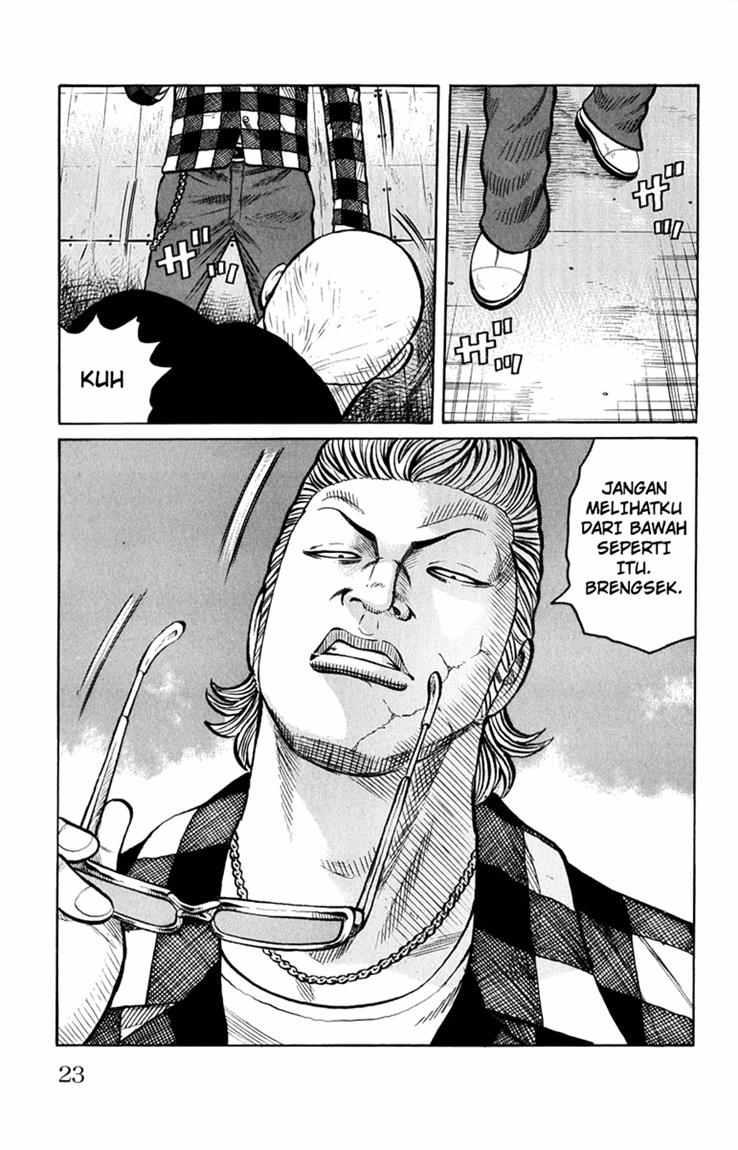 ザッ
ザッ
ザッ
KUH
JANGAN
MELIHATKU
DARI BAWAH
SEPERTI
ITU.
BRENGSEK.
23